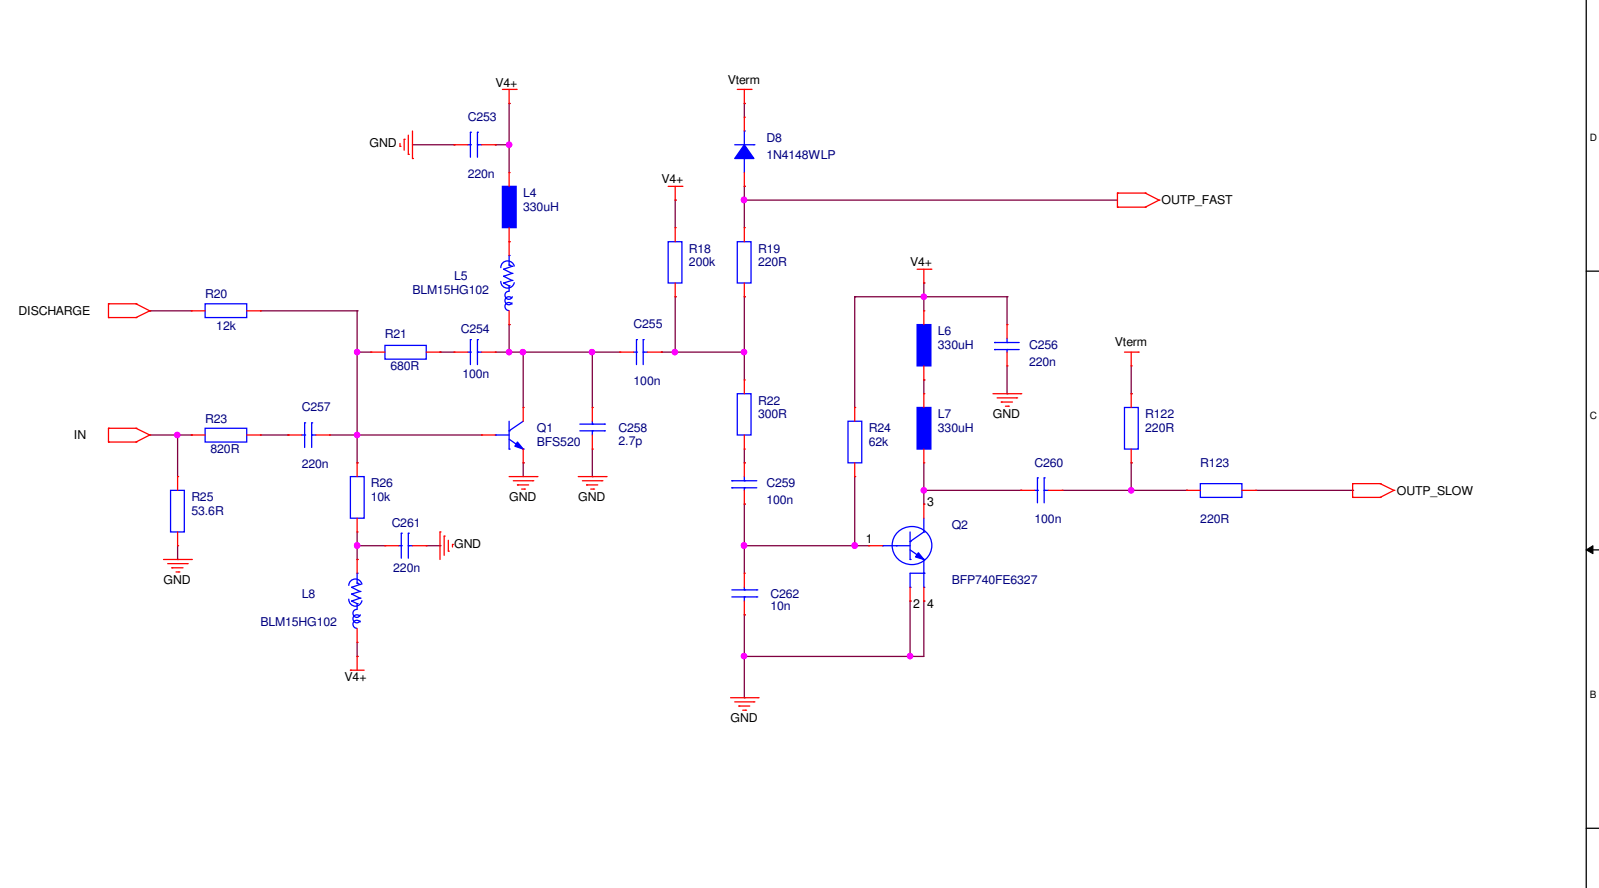 V4+
Vterm
C253
GND
220n
D8
1N4148WLP
D
V4+
L4
330uH
OUTP_FAST
R18
200k
R19
220R
L5
BLM15HG102
V4+
R20
DISCHARGE
12k
R21
680R
C254
100n
C255
100n
L6
330uH
C256
220n
GND
Vterm
R22
300R
L7
330uH
R122
220R
C
R23
IN
820R
C257
220n
Q1
BFS520
C258
2.7p
R24
62k
GND
GND
C259
100n
C260
100n
R123
220R
OUTP_SLOW
R25
53.6R
GND
R26
10k
C261
220n
GND
3
1
Q2
BFP740FE6327
2
4
L8
BLM15HG102
C262
10n
V4+
B
GND